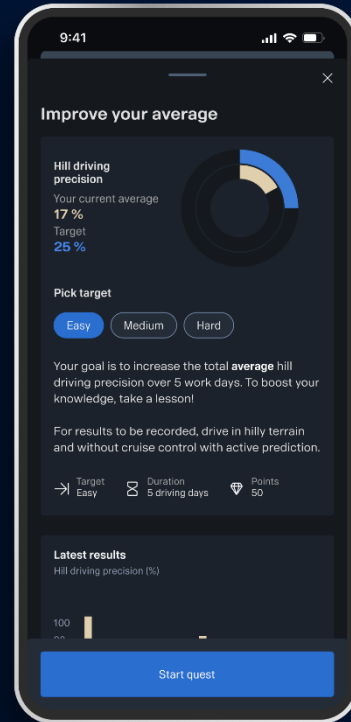 9:41
Improve your average
Hill driving
precision
Your current average
17 %
Target
25 %
Pick target
Easy Medium Hard
Your goal is to increase the total average hill
driving precision over 5 work days. To boost your
knowledge, take a lesson!
For results to be recorded, drive in hilly terrain
and without cruise control with active prediction.
Target Duration Points
Easy 5 driving days 50
Latest results
Hill driving precision (%)
100
Start quest